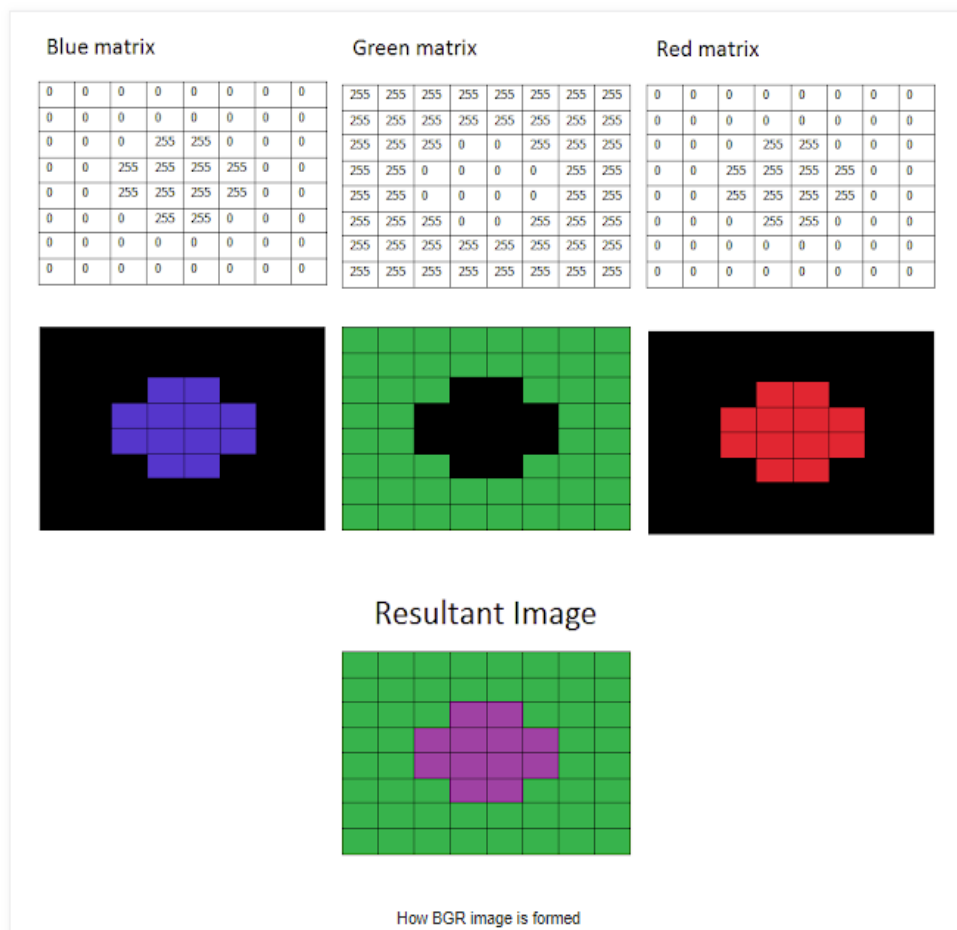 Blue matrix Green matrix Red matrix
0 0 0 0 0 0 0 0 255 255 255 255 255 255 255 255 0 0 0 0 0 0 0 0
0 0 0 0 0 0 0 0 255 255 255 255 255 255 255 255 0 0 0 0 0 0 0 0
0 0 0 255 255 0 0 0 255 255 255 0 0 255 255 255 0 0 0 255 255 0 0 0
0 0 255 255 255 255 0 0 255 255 0 0 0 0 255 255 0 0 255 255 255 255 0 0
0 0 255 255 255 255 0 0 255 255 0 0 0 0 255 255 0 0 255 255 255 255 0 0
0 0 0 255 255 0 0 0 255 255 255 0 0 255 255 255 0 0 0 255 255 0 0 0
0 0 0 0 0 0 0 0 255 255 255 255 255 255 255 255 0 0 0 0 0 0 0 0
0 0 0 0 0 0 0 0 255 255 255 255 255 255 255 255 0 0 0 0 0 0 0 0
Resultant Image
How BGR image is formed